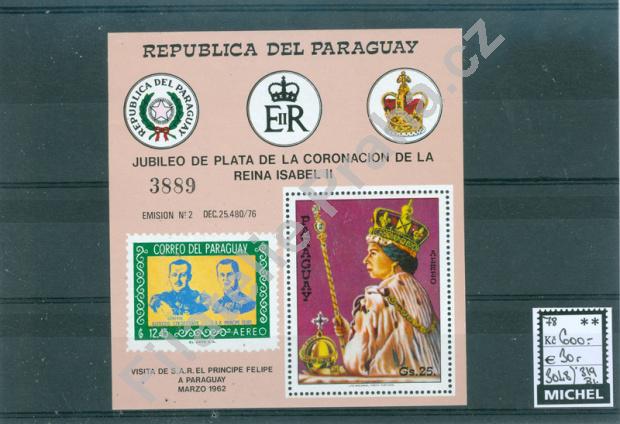 REPUBLICA DEL PARAGUAY
REPUBLICA DEL PARAGUAY
E II R
JUBILEO DE PLATA DE LA CORONACION DE LA
REINA ISABEL II
3889
EMISION Nº 2 DEC. 25.480/76
CORREO DEL PARAGUAY
₲ 12.45 AEREO
PARAGUAY
AEREO
Gs.25
VISITA DE S.A.R. EL PRINCIPE FELIPE
A PARAGUAY
MARZO 1962
78 **
Kč 600.-
€ 30.-
MICHEL